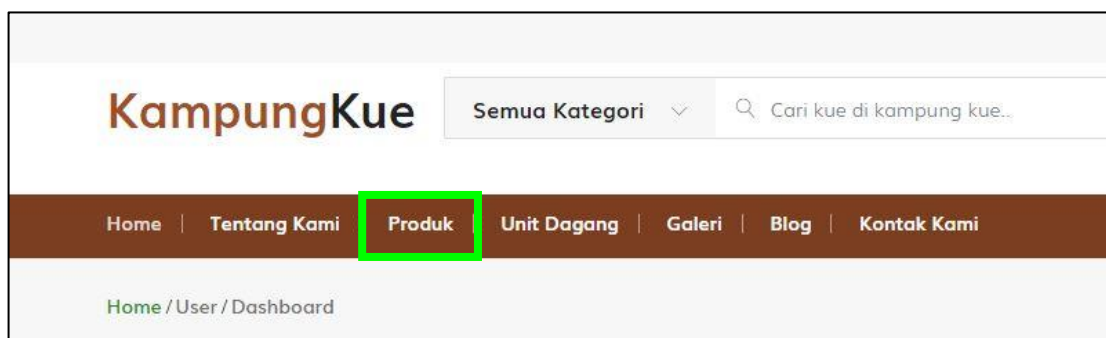 KampungKue Semua Kategori Cari kue di kampung kue..
Home | Tentang Kami Produk | Unit Dagang | Galeri | Blog | Kontak Kami
Home / User / Dashboard